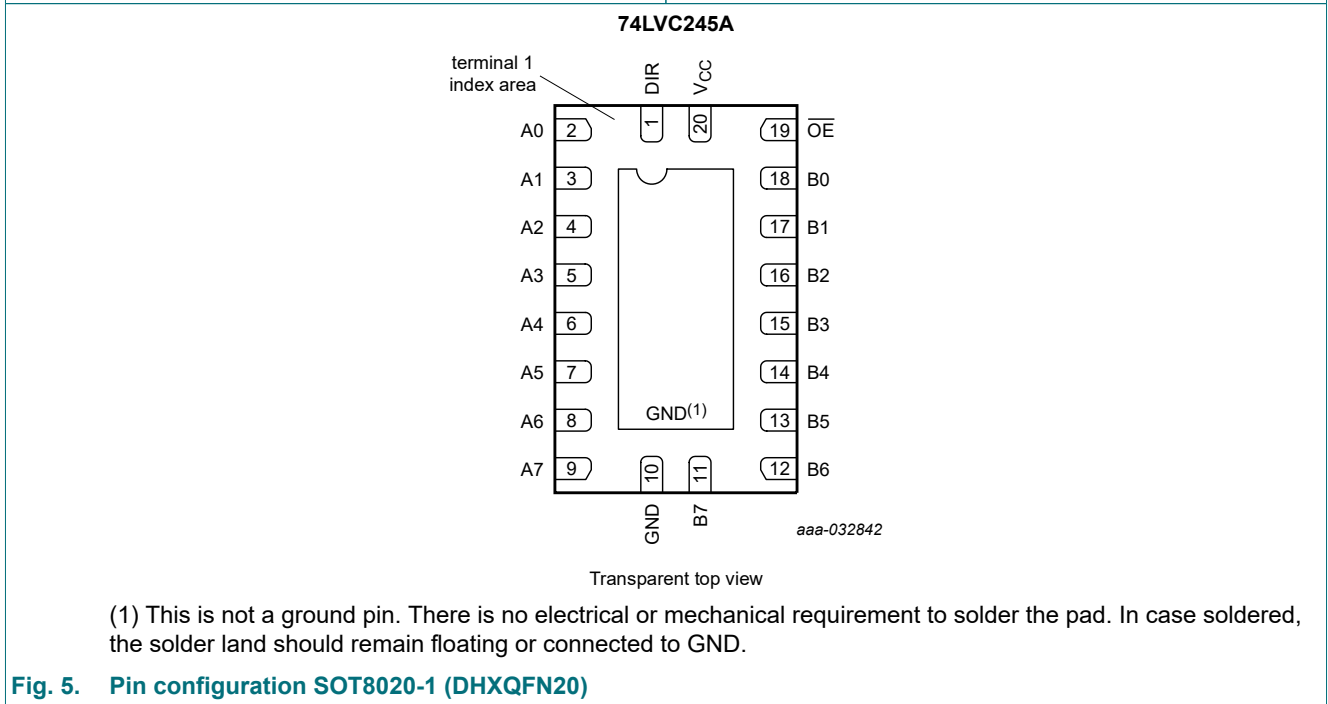 74LVC245A
terminal 1
index area
DIR
VCC
A0 2 1 20 19 OE
A1 3 18 B0
A2 4 17 B1
A3 5 16 B2
A4 6 15 B3
A5 7 14 B4
A6 8 GND(1) 13 B5
A7 9 10 11 12 B6
GND
B7
aaa-032842
Transparent top view
(1) This is not a ground pin. There is no electrical or mechanical requirement to solder the pad. In case soldered,
the solder land should remain floating or connected to GND.
Fig. 5. Pin configuration SOT8020-1 (DHXQFN20)